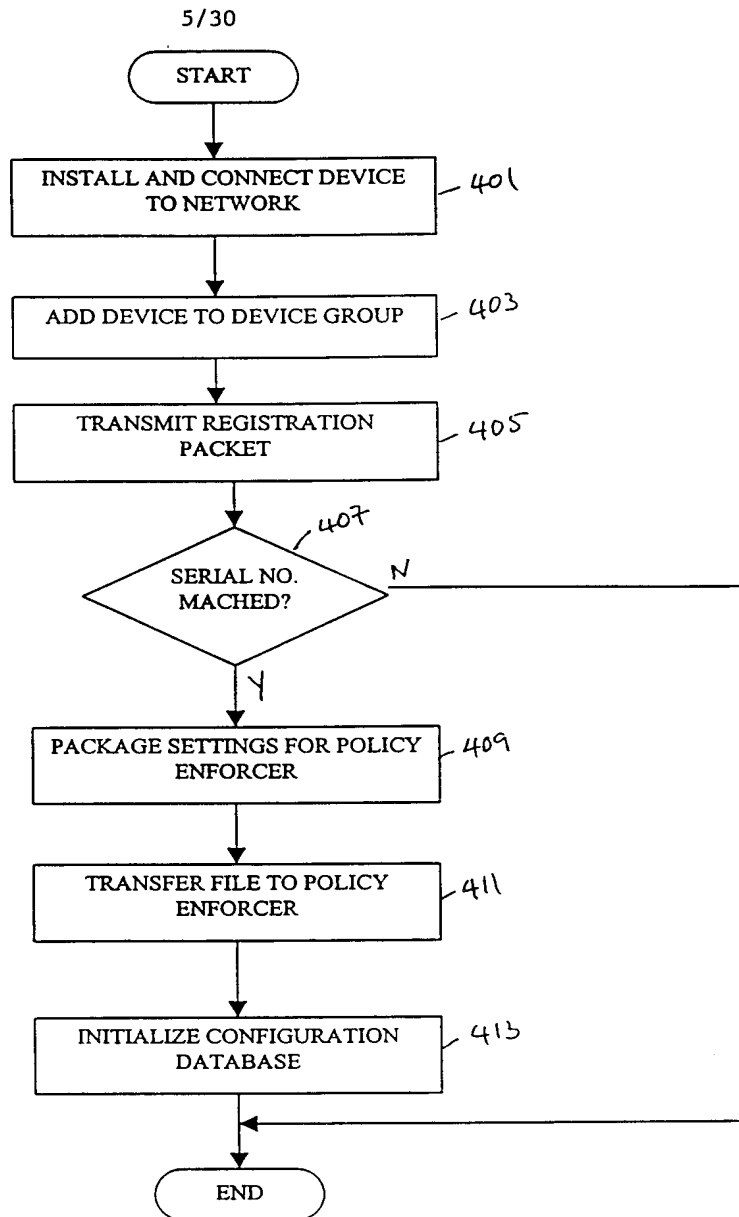 5/30
START
INSTALL AND CONNECT DEVICE
TO NETWORK
401
ADD DEVICE TO DEVICE GROUP
403
TRANSMIT REGISTRATION
PACKET
405
407
SERIAL NO.
MACHED?
N
Y
PACKAGE SETTINGS FOR POLICY
ENFORCER
409
TRANSFER FILE TO POLICY
ENFORCER
411
INITIALIZE CONFIGURATION
DATABASE
413
END